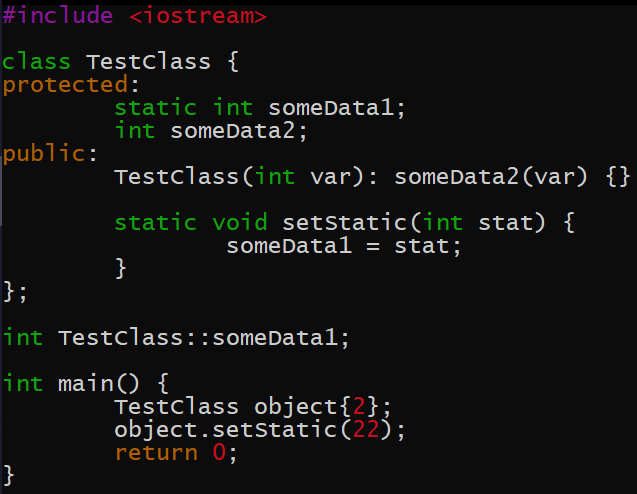 #include <iostream>

class TestClass {
protected:
        static int someData1;
        int someData2;
public:
        TestClass(int var): someData2(var) {}

        static void setStatic(int stat) {
                someData1 = stat;
        }
};

int TestClass::someData1;

int main() {
        TestClass object{2};
        object.setStatic(22);
        return 0;
}